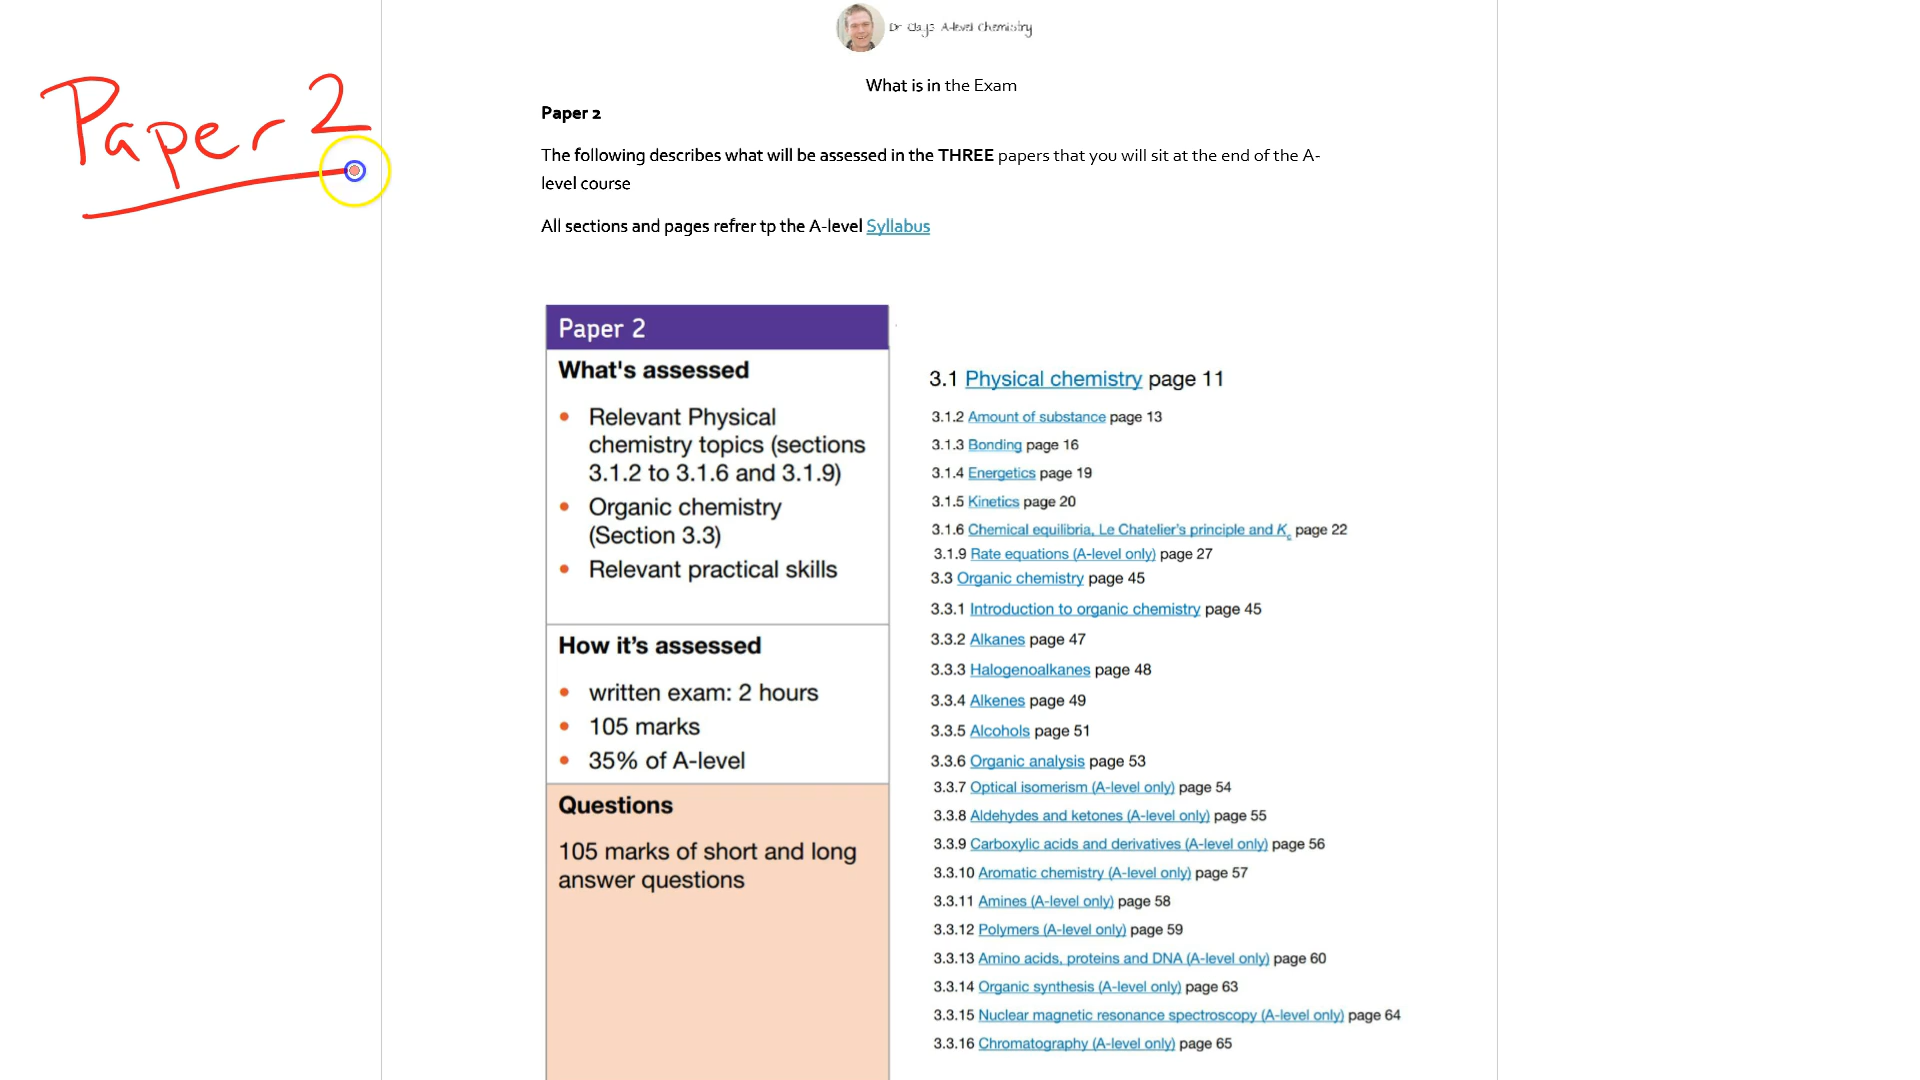 Dr Clays A-level Chemistry
Paper 2
What is in the Exam
Paper 2
The following describes what will be assessed in the THREE papers that you will sit at the end of the A-
level course
All sections and pages refrer tp the A-level Syllabus
Paper 2
What's assessed
• Relevant Physical
chemistry topics (sections
3.1.2 to 3.1.6 and 3.1.9)
• Organic chemistry
(Section 3.3)
• Relevant practical skills
How it’s assessed
• written exam: 2 hours
• 105 marks
• 35% of A-level
Questions
105 marks of short and long
answer questions
3.1 Physical chemistry page 11
3.1.2 Amount of substance page 13
3.1.3 Bonding page 16
3.1.4 Energetics page 19
3.1.5 Kinetics page 20
3.1.6 Chemical equilibria, Le Chatelier’s principle and Kc page 22
3.1.9 Rate equations (A-level only) page 27
3.3 Organic chemistry page 45
3.3.1 Introduction to organic chemistry page 45
3.3.2 Alkanes page 47
3.3.3 Halogenoalkanes page 48
3.3.4 Alkenes page 49
3.3.5 Alcohols page 51
3.3.6 Organic analysis page 53
3.3.7 Optical isomerism (A-level only) page 54
3.3.8 Aldehydes and ketones (A-level only) page 55
3.3.9 Carboxylic acids and derivatives (A-level only) page 56
3.3.10 Aromatic chemistry (A-level only) page 57
3.3.11 Amines (A-level only) page 58
3.3.12 Polymers (A-level only) page 59
3.3.13 Amino acids, proteins and DNA (A-level only) page 60
3.3.14 Organic synthesis (A-level only) page 63
3.3.15 Nuclear magnetic resonance spectroscopy (A-level only) page 64
3.3.16 Chromatography (A-level only) page 65